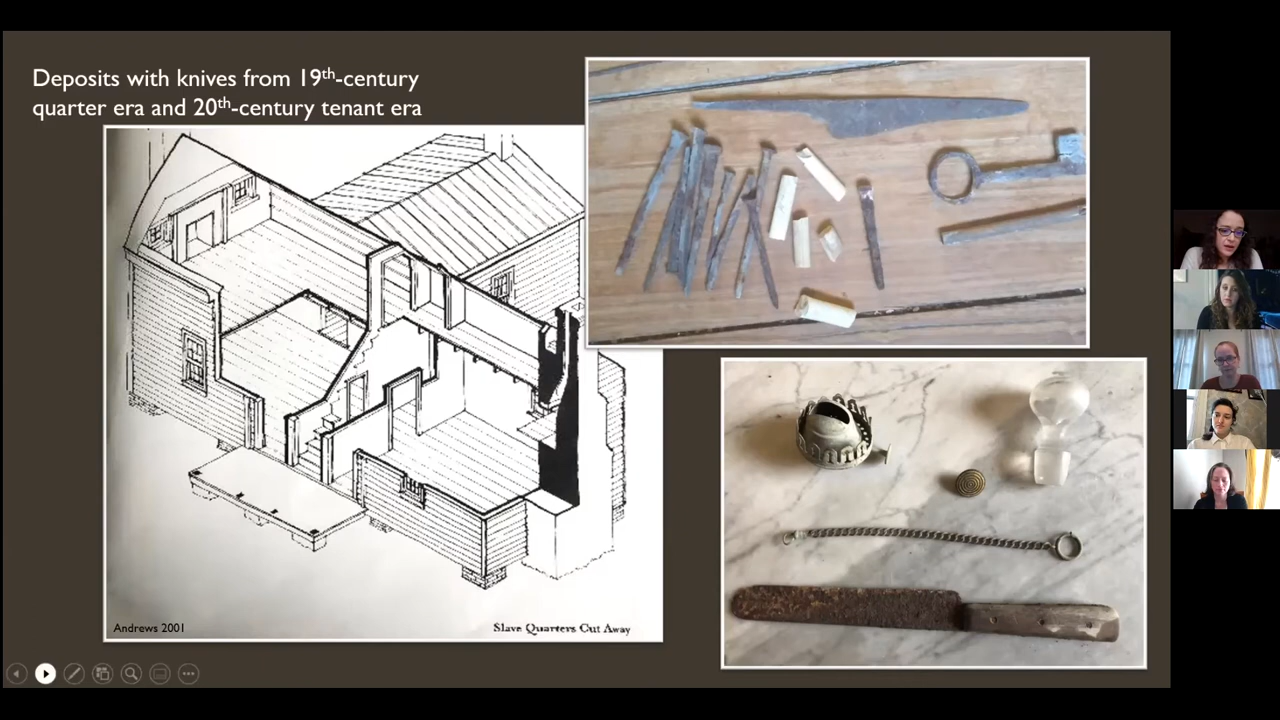 Deposits with knives from 19th-century
quarter era and 20th-century tenant era
Andrews 2001
Slave Quarters Cut Away